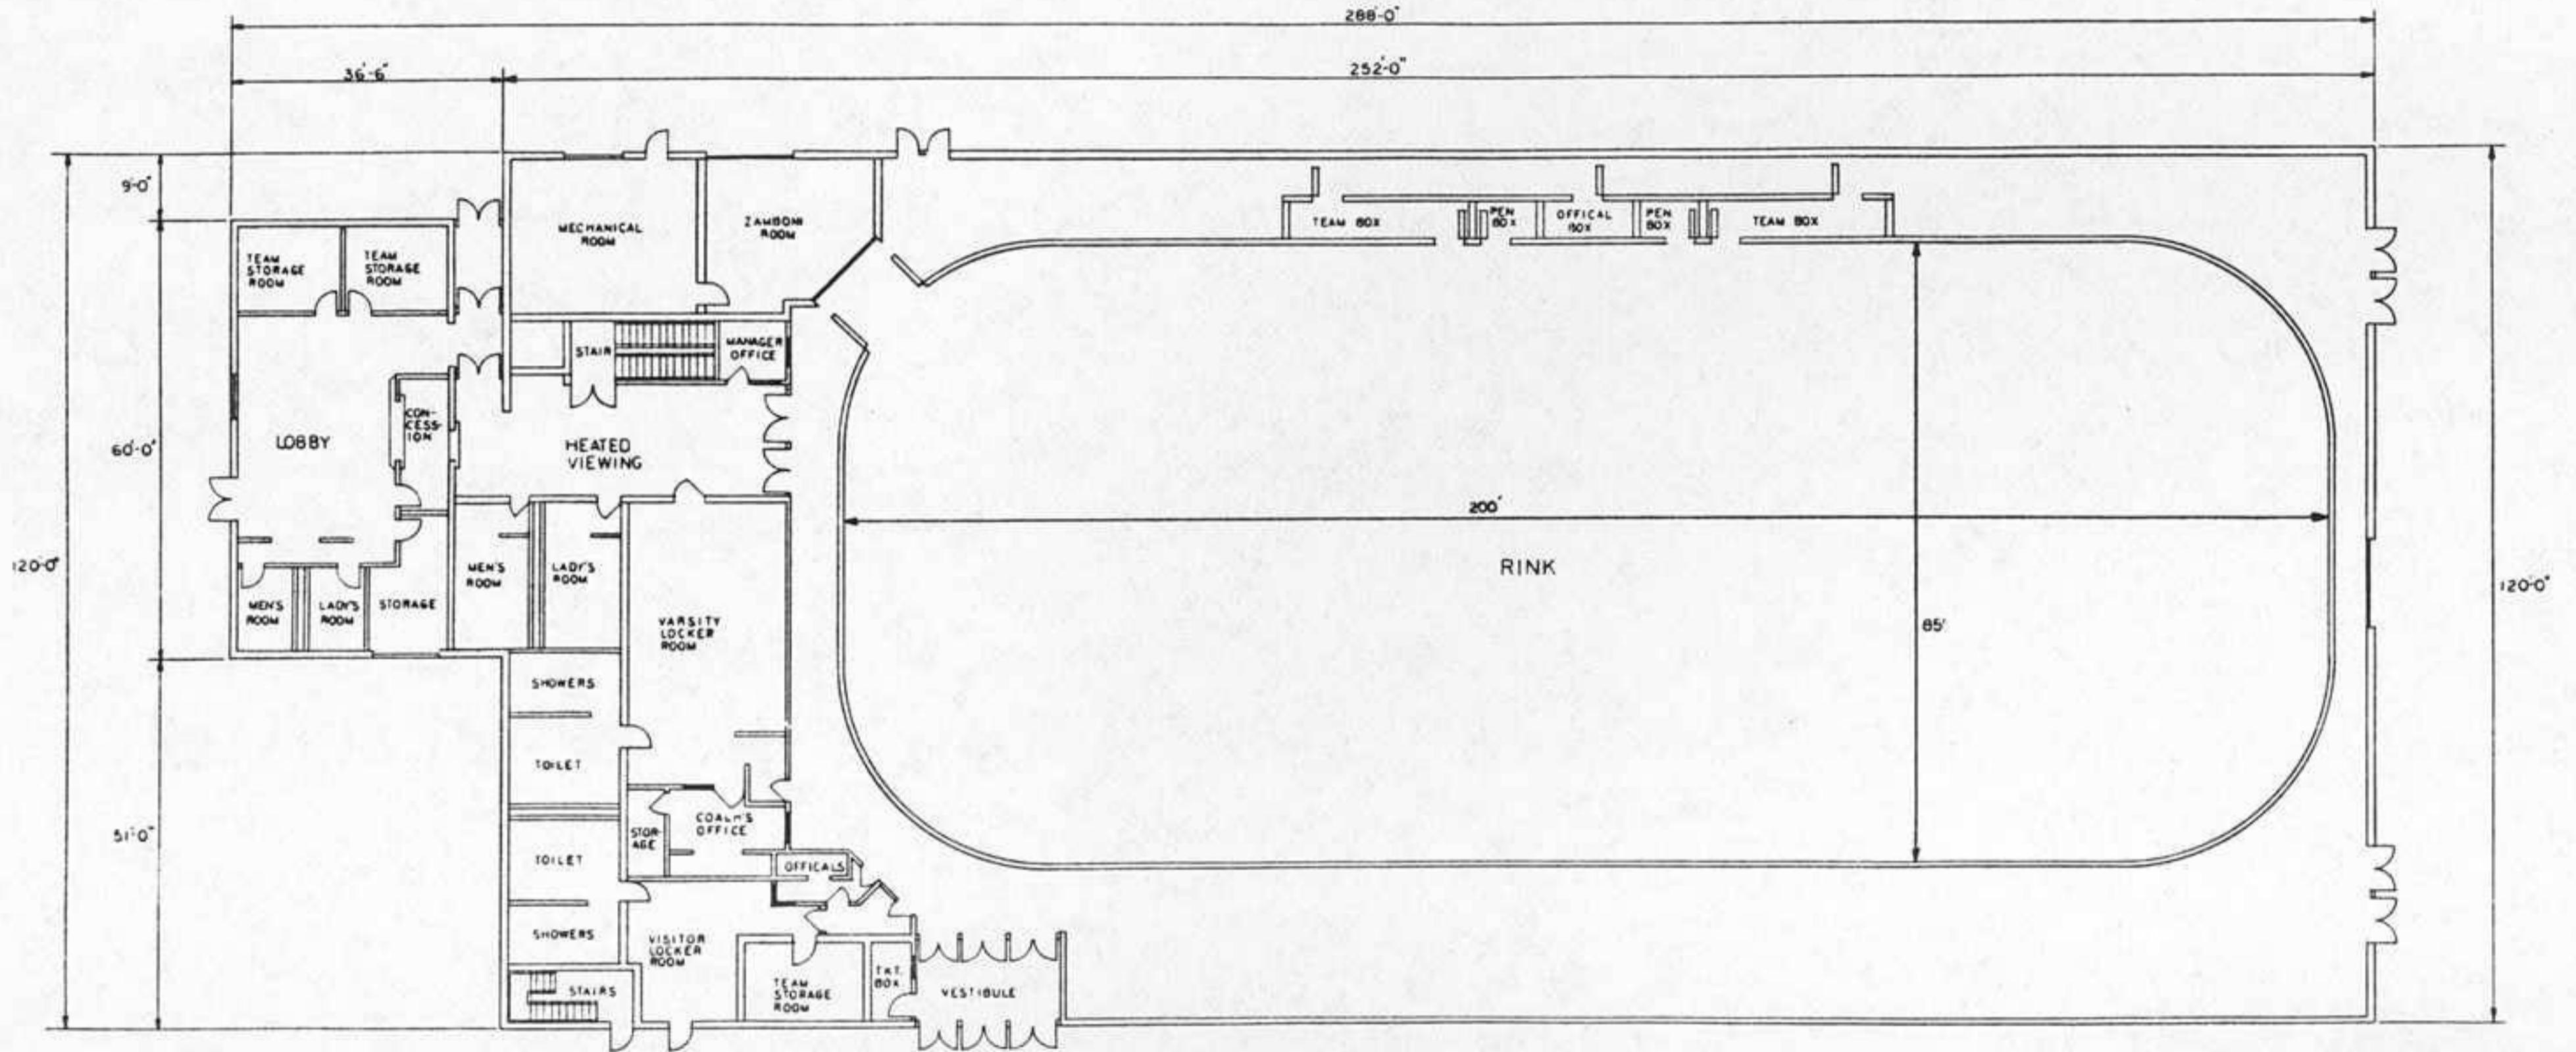 288'-0"
36'-6"
252'-0"
9'-0"
60'-0"
120'-0"
51'-0"
120'-0"
TEAM
STORAGE
ROOM
TEAM
STORAGE
ROOM
MECHANICAL
ROOM
ZAMBONI
ROOM
TEAM BOX
PEN
BOX
OFFICAL
BOX
PEN
BOX
TEAM BOX
STAIR
MANAGER
OFFICE
LOBBY
CON-
CESS-
ION
HEATED
VIEWING
200'
RINK
85'
MEN'S
ROOM
LADY'S
ROOM
STORAGE
MEN'S
ROOM
LADY'S
ROOM
VARSITY
LOCKER
ROOM
SHOWERS
TOILET
STOR-
AGE
COACH'S
OFFICE
TOILET
OFFICALS
SHOWERS
VISITOR
LOCKER
ROOM
STAIRS
TEAM
STORAGE
ROOM
TKT.
BOX
VESTIBULE